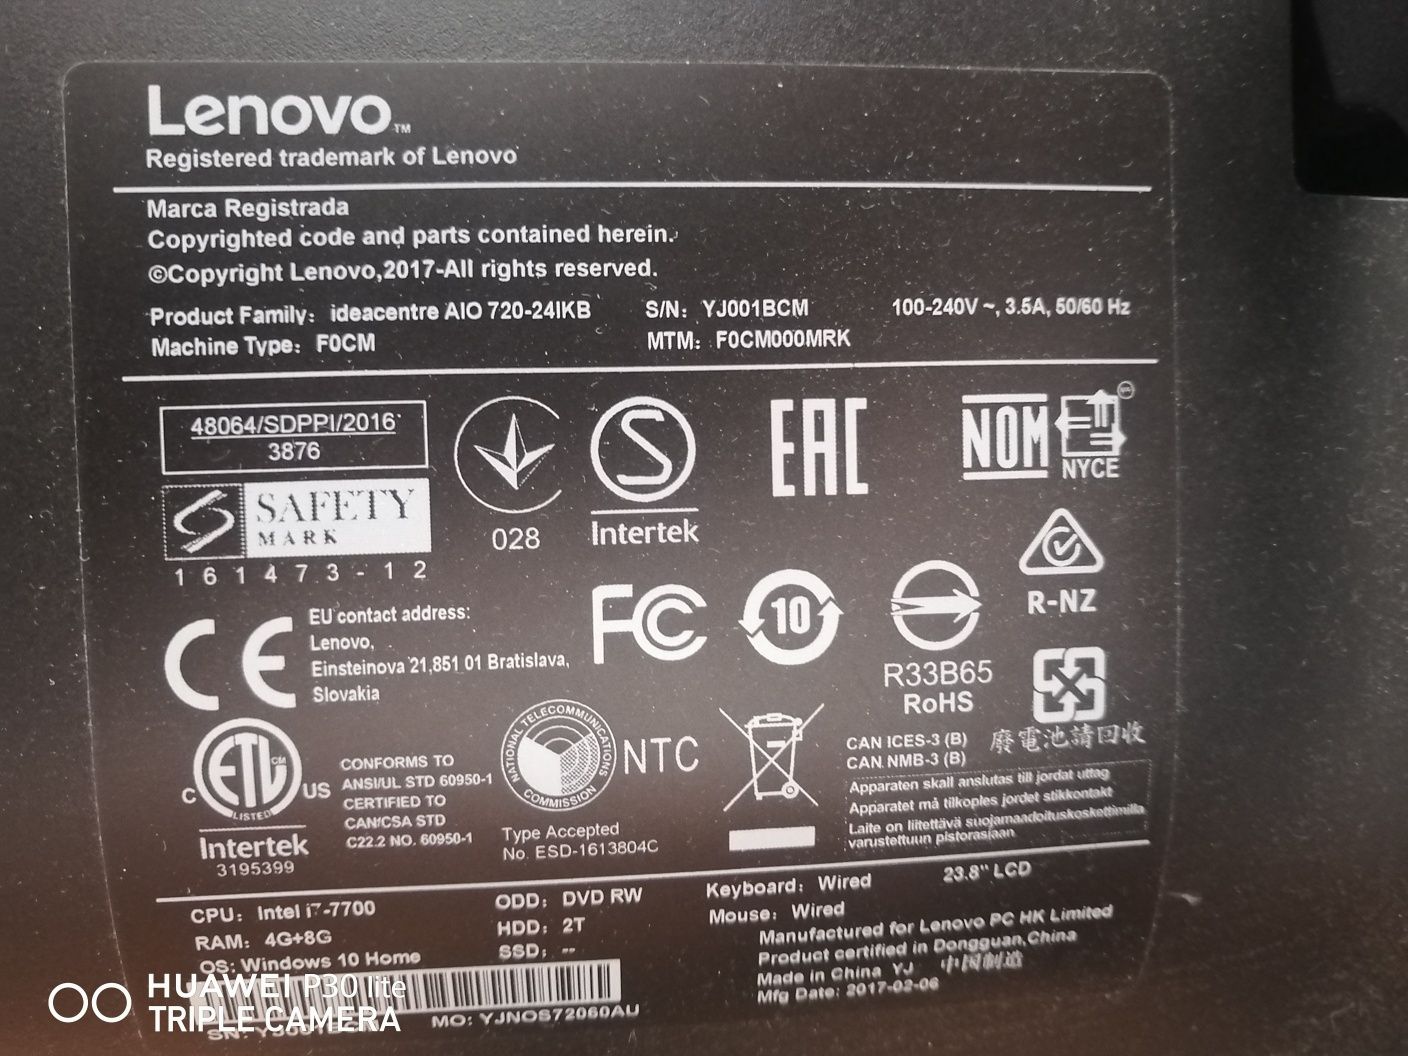 Lenovo™
Registered trademark of Lenovo
Marca Registrada
Copyrighted code and parts contained herein.
©Copyright Lenovo,2017-All rights reserved.
Product Family: ideacentre AIO 720-24IKB S/N: YJ001BCM 100-240V ~, 3.5A, 50/60 Hz
Machine Type: F0CM MTM: F0CM000MRK
48064/SDPPI/2016
3876
SAFETY
MARK
161473-12
028
S
Intertek
EAC
NOM
NYCE
R-NZ
CE
EU contact address:
Lenovo,
Einsteinova 21,851 01 Bratislava,
Slovakia
FC
10
R33B65
RoHS
廢電池請回收
C ETL CM US
LISTED
Intertek
3195399
CONFORMS TO
ANSI/UL STD 60950-1
CERTIFIED TO
CAN/CSA STD
C22.2 NO. 60950-1
NATIONAL TELECOMMUNICATIONS
COMMISSION
NTC
Type Accepted
No. ESD-1613804C
CAN ICES-3 (B)
CAN NMB-3 (B)
Apparaten skall anslutas till jordat uttag
Apparatet må tilkoples jordet stikkontakt
Laite on liitettävä suojamaadoituskoskettimilla
varustettuun pistorasiaan
CPU: Intel i7-7700
RAM: 4G+8G
OS: Windows 10 Home
ODD: DVD RW
HDD: 2T
SSD: --
Keyboard: Wired
Mouse: Wired
23.8" LCD
Manufactured for Lenovo PC HK Limited
Product certified in Dongguan,China
Made in China YJ 中国制造
Mfg Date: 2017-02-06
MO: YJNOS72060AU
HUAWEI P30 lite
TRIPLE CAMERA